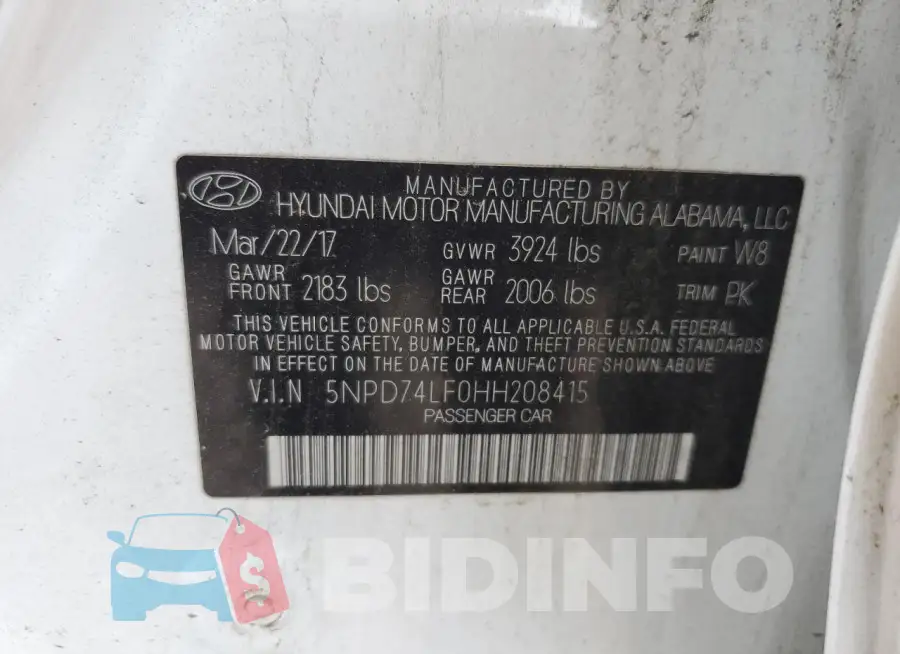 MANUFACTURED BY
HYUNDAI MOTOR MANUFACTURING ALABAMA, LLC
Mar/22/17 GVWR 3924 lbs PAINT W8
GAWR FRONT 2183 lbs GAWR REAR 2006 lbs TRIM PK
THIS VEHICLE CONFORMS TO ALL APPLICABLE U.S.A. FEDERAL
MOTOR VEHICLE SAFETY, BUMPER, AND THEFT PREVENTION STANDARDS
IN EFFECT ON THE DATE OF MANUFACTURE SHOWN ABOVE
V.I.N 5NPD74LF0HH208415
PASSENGER CAR
$ BIDINFO